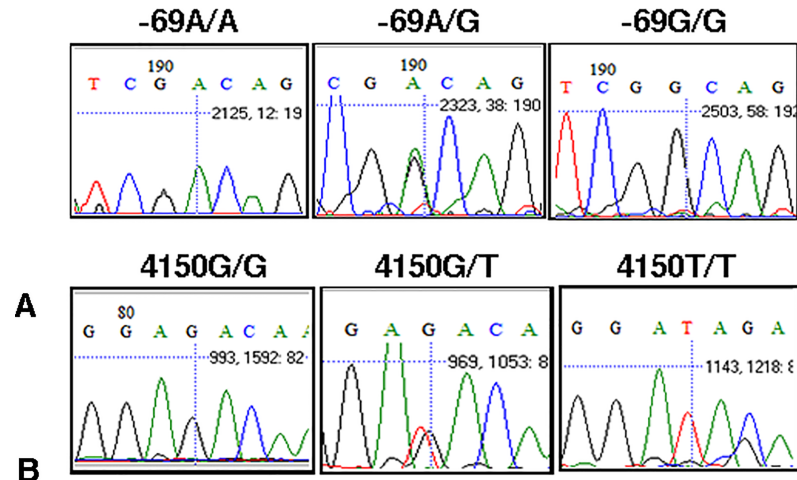 -69A/A -69A/G -69G/G
190 190 190
T C G A C A G C G A C A G T C G G C A G
2125, 12: 19 2323, 38: 190 2503, 58: 192
4150G/G 4150G/T 4150T/T
A
80
G G A G A C A A G A G A C A G G A T A G A
993, 1592: 82 969, 1053: 8 1143, 1218: 8
B